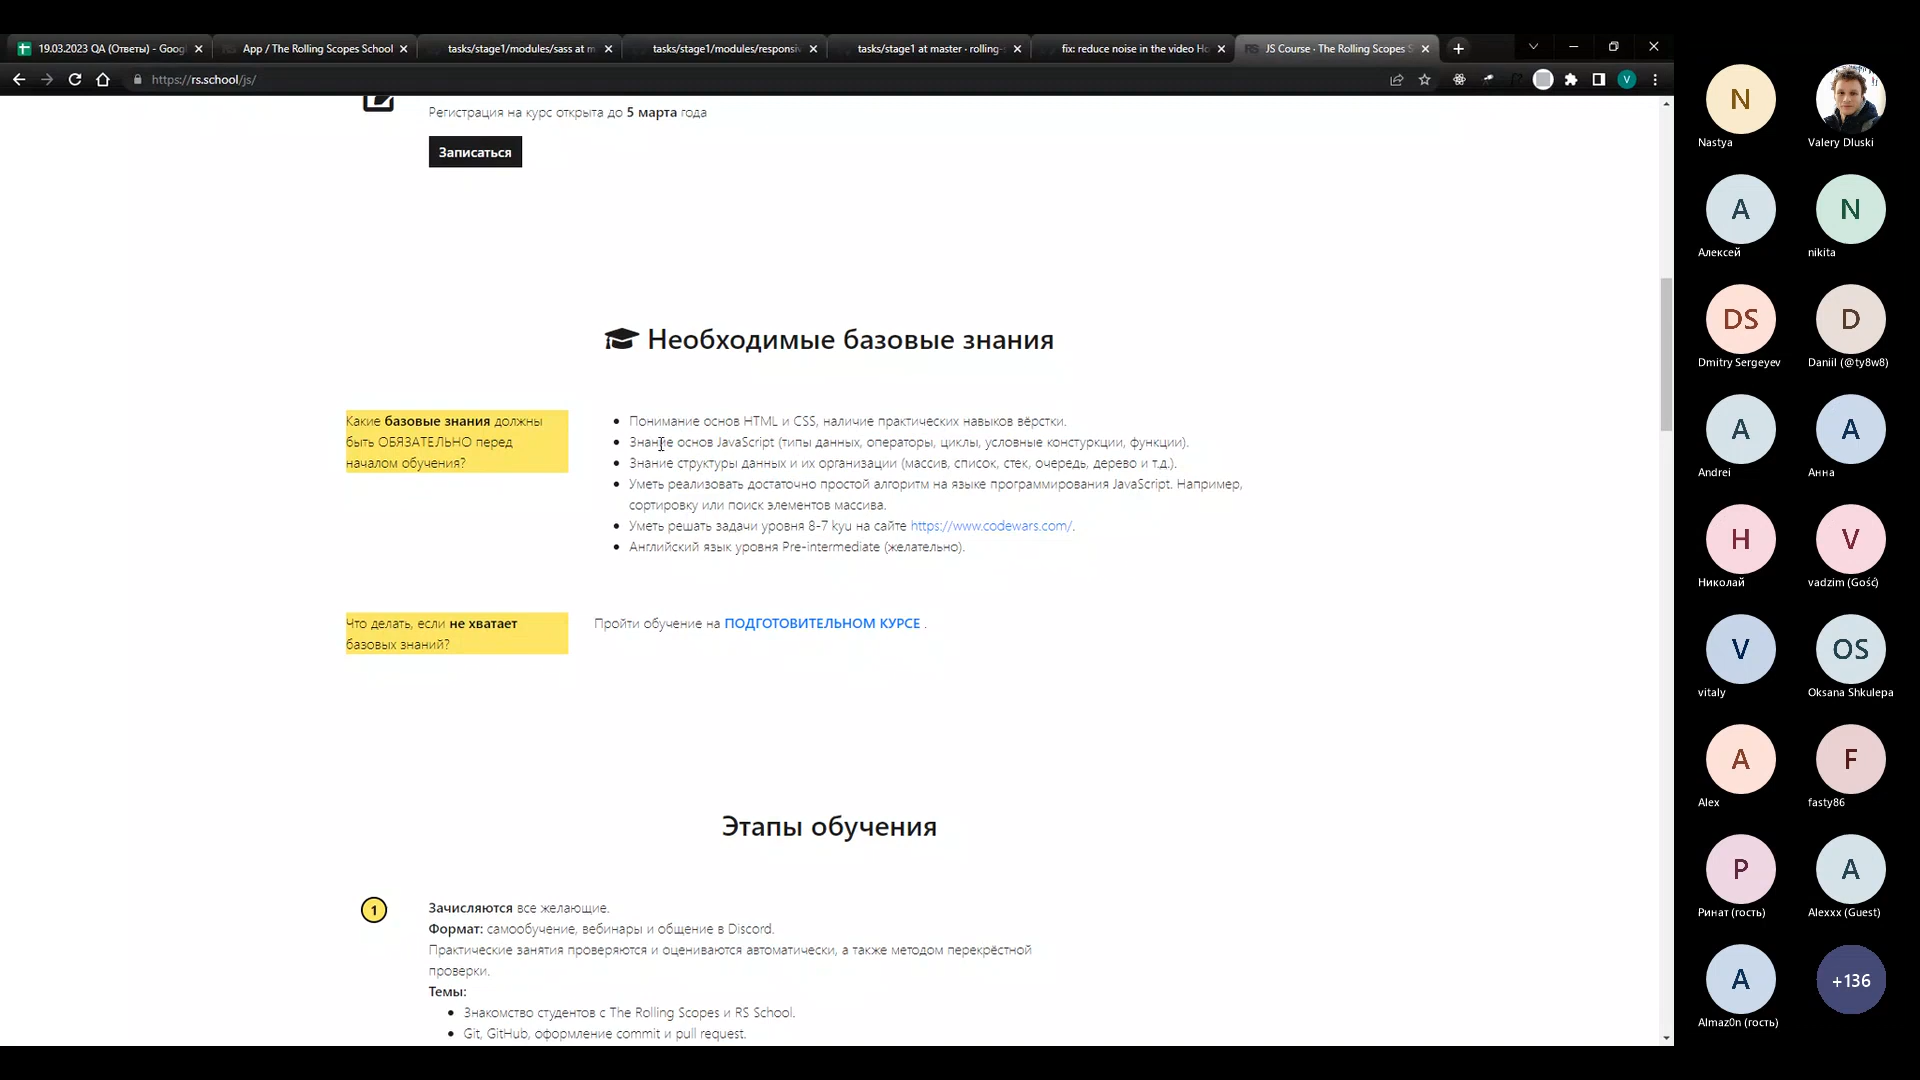 19.03.2023 QA (Ответы) - Googl
App / The Rolling Scopes School
tasks/stage1/modules/sass at m
tasks/stage1/modules/responsiv
tasks/stage1 at master · rolling-
fix: reduce noise in the video Ho
JS Course · The Rolling Scopes S
https://rs.school/js/
V
Регистрация на курс открыта до 5 марта года
Записаться
Необходимые базовые знания
Какие базовые знания должны
быть ОБЯЗАТЕЛЬНО перед
началом обучения?
Понимание основ HTML и CSS, наличие практических навыков вёрстки.
Знание основ JavaScript (типы данных, операторы, циклы, условные констуркции, функции).
Знание структуры данных и их организации (массив, список, стек, очередь, дерево и т.д.).
Уметь реализовать достаточно простой алгоритм на языке программирования JavaScript. Например,
сортировку или поиск элементов массива.
Уметь решать задачи уровня 8-7 kyu на сайте https://www.codewars.com/.
Английский язык уровня Pre-intermediate (желательно).
Что делать, если не хватает
базовых знаний?
Пройти обучение на ПОДГОТОВИТЕЛЬНОМ КУРСЕ .
Этапы обучения
1
Зачисляются все желающие.
Формат: самообучение, вебинары и общение в Discord.
Практические занятия проверяются и оцениваются автоматически, а также методом перекрёстной
проверки.
Темы:
Знакомство студентов с The Rolling Scopes и RS School.
Git, GitHub, оформление commit и pull request.
N
Nastya
Valery Dluski
A
Алексей
N
nikita
DS
Dmitry Sergeyev
D
Daniil (@ty8w8)
A
Andrei
А
Анна
Н
Николай
V
vadzim (Gość)
V
vitaly
OS
Oksana Shkulepa
A
Alex
F
fasty86
Р
Ринат (гость)
A
Alexxx (Guest)
A
Almaz0n (гость)
+136